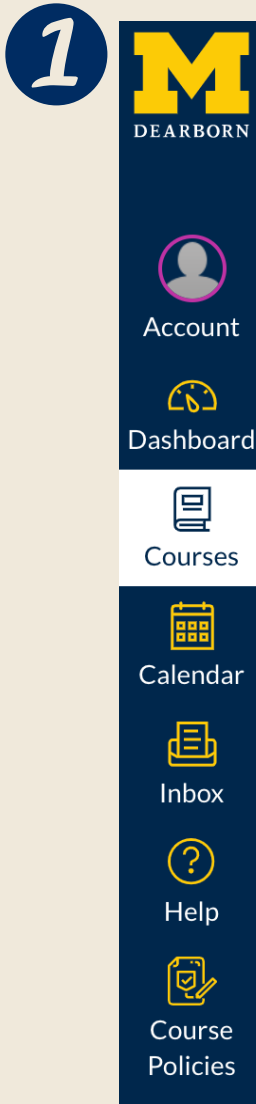 1
M
DEARBORN
Account
Dashboard
Courses
Calendar
Inbox
?
Help
Course
Policies